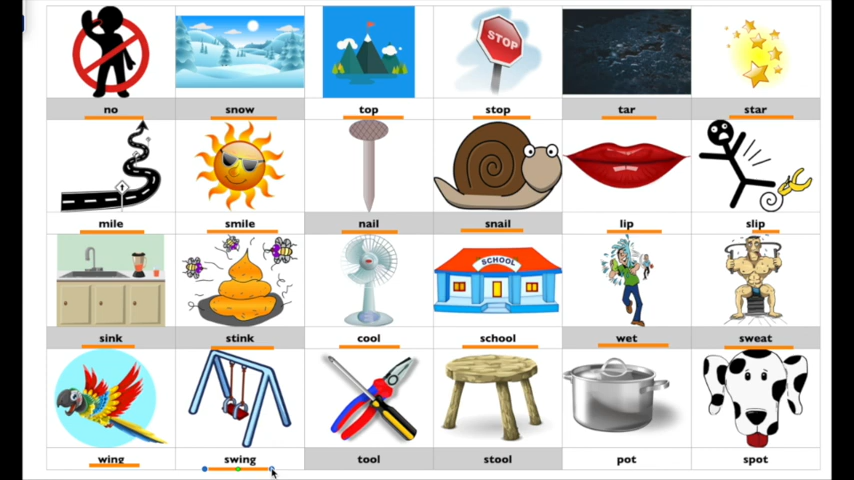 STOP
no snow top stop tar star
mile smile nail snail lip slip
SCHOOL
sink stink cool school wet sweat
wing swing tool stool pot spot